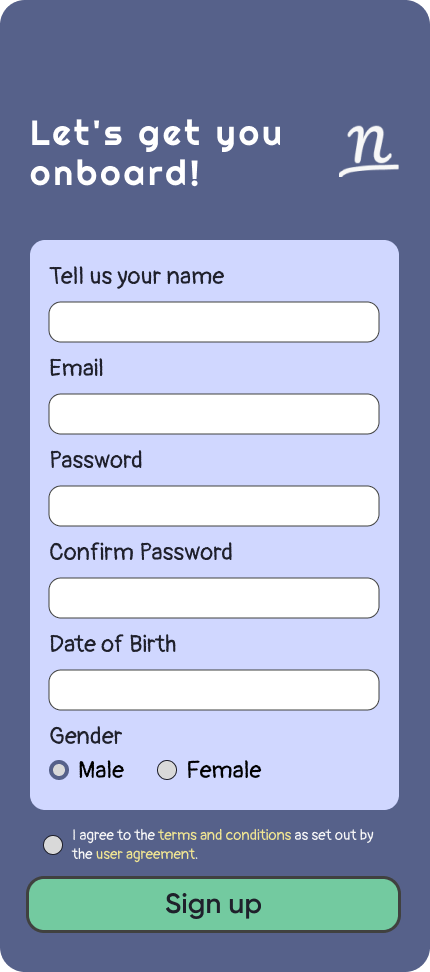 Let's get you
onboard!
n
Tell us your name
Email
Password
Confirm Password
Date of Birth
Gender
Male Female
I agree to the terms and conditions as set out by
the user agreement.
Sign up